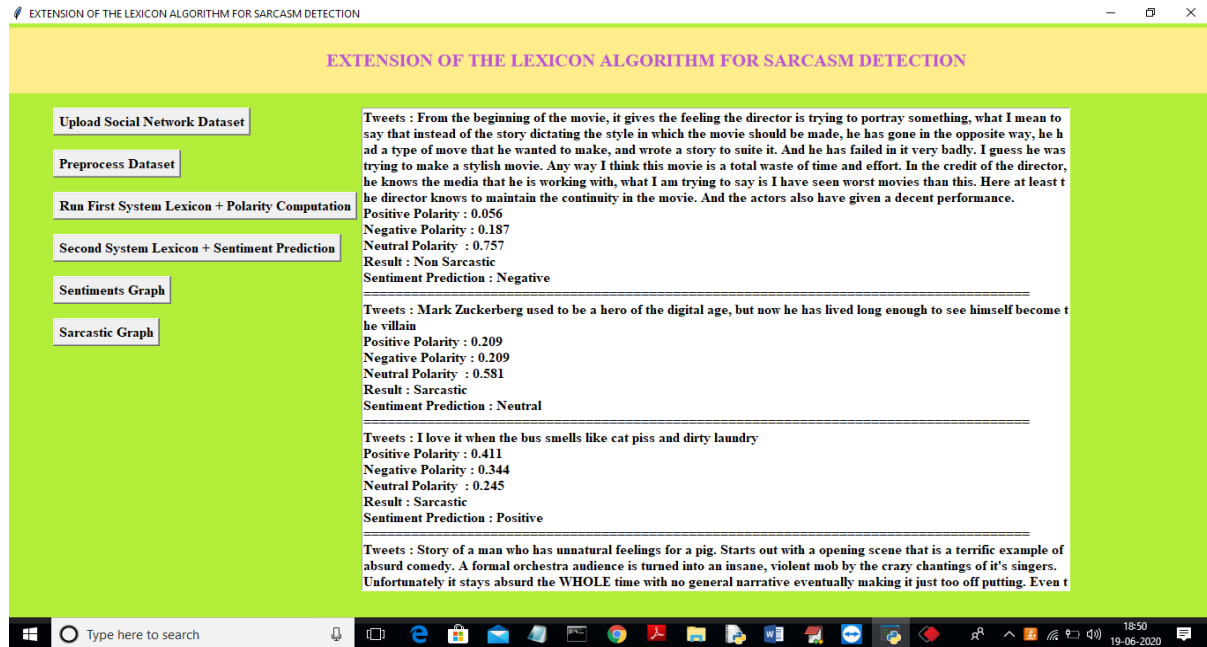 EXTENSION OF THE LEXICON ALGORITHM FOR SARCASM DETECTION
EXTENSION OF THE LEXICON ALGORITHM FOR SARCASM DETECTION
Upload Social Network Dataset
Preprocess Dataset
Run First System Lexicon + Polarity Computation
Second System Lexicon + Sentiment Prediction
Sentiments Graph
Sarcastic Graph
Tweets : From the beginning of the movie, it gives the feeling the director is trying to portray something, what I mean to
say that instead of the story dictating the style in which the movie should be made, he has gone in the opposite way, he h
ad a type of move that he wanted to make, and wrote a story to suite it. And he has failed in it very badly. I guess he was
trying to make a stylish movie. Any way I think this movie is a total waste of time and effort. In the credit of the director,
he knows the media that he is working with, what I am trying to say is I have seen worst movies than this. Here at least t
he director knows to maintain the continuity in the movie. And the actors also have given a decent performance.
Positive Polarity : 0.056
Negative Polarity : 0.187
Neutral Polarity  : 0.757
Result : Non Sarcastic
Sentiment Prediction : Negative
====================================================================================
Tweets : Mark Zuckerberg used to be a hero of the digital age, but now he has lived long enough to see himself become t
he villain
Positive Polarity : 0.209
Negative Polarity : 0.209
Neutral Polarity  : 0.581
Result : Sarcastic
Sentiment Prediction : Neutral
====================================================================================
Tweets : I love it when the bus smells like cat piss and dirty laundry
Positive Polarity : 0.411
Negative Polarity : 0.344
Neutral Polarity  : 0.245
Result : Sarcastic
Sentiment Prediction : Positive
====================================================================================
Tweets : Story of a man who has unnatural feelings for a pig. Starts out with a opening scene that is a terrific example of
absurd comedy. A formal orchestra audience is turned into an insane, violent mob by the crazy chantings of it's singers.
Unfortunately it stays absurd the WHOLE time with no general narrative eventually making it just too off putting. Even t
Type here to search
18:50
19-06-2020